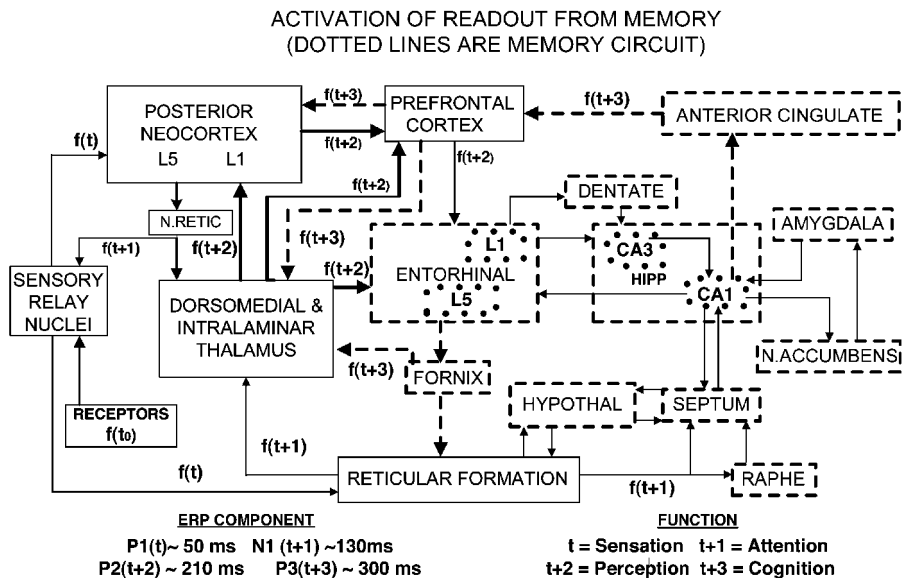 ACTIVATION OF READOUT FROM MEMORY
(DOTTED LINES ARE MEMORY CIRCUIT)
POSTERIOR
NEOCORTEX
L5 L1
f(t+3)
f(t+2)
PREFRONTAL
CORTEX
f(t+3)
ANTERIOR CINGULATE
f(t)
N.RETIC
f(t+1)
f(t+2)
f(t+2)
f(t+3)
f(t+2)
f(t+2)
DENTATE
AMYGDALA
SENSORY
RELAY
NUCLEI
DORSOMEDIAL &
INTRALAMINAR
THALAMUS
L1
ENTORHINAL
L5
CA3
HIPP
CA1
N.ACCUMBENS
f(t+3)
FORNIX
RECEPTORS
f(t0)
HYPOTHAL
SEPTUM
f(t+1)
f(t)
RETICULAR FORMATION
f(t+1)
RAPHE
ERP COMPONENT
P1(t)~ 50 ms N1 (t+1) ~130ms
P2(t+2) ~ 210 ms P3(t+3) ~ 300 ms
FUNCTION
t = Sensation t+1 = Attention
t+2 = Perception t+3 = Cognition